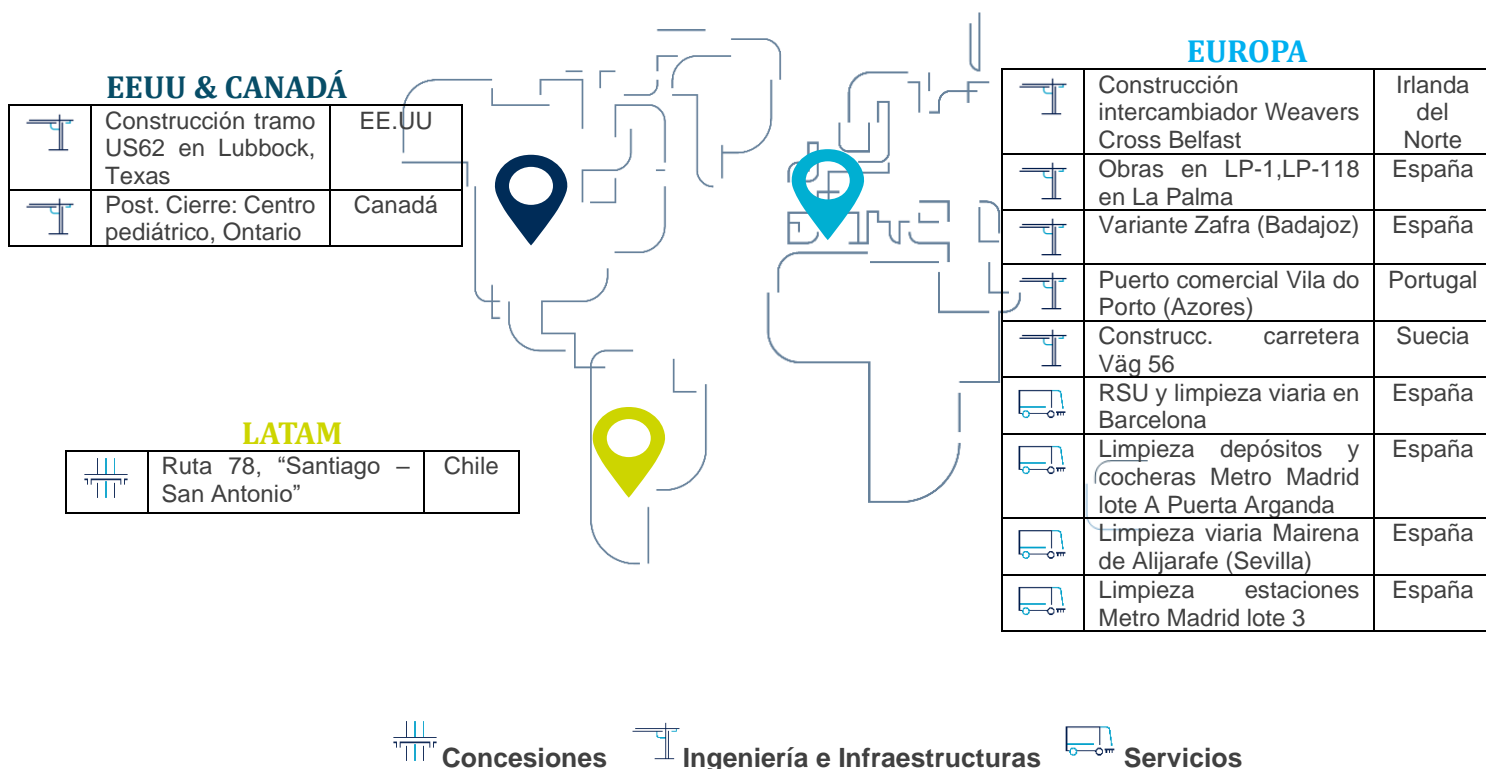 EEUU & CANADÁ
Construcción tramo
US62 en Lubbock,
Texas
EE.UU
Post. Cierre: Centro
pediátrico, Ontario
Canadá
LATAM
Ruta 78, “Santiago –
San Antonio”
Chile
EUROPA
Construcción
intercambiador Weavers
Cross Belfast
Irlanda
del
Norte
Obras en LP-1,LP-118
en La Palma
España
Variante Zafra (Badajoz)
España
Puerto comercial Vila do
Porto (Azores)
Portugal
Construcc. carretera
Väg 56
Suecia
RSU y limpieza viaria en
Barcelona
España
Limpieza depósitos y
cocheras Metro Madrid
lote A Puerta Arganda
España
Limpieza viaria Mairena
de Alijarafe (Sevilla)
España
Limpieza estaciones
Metro Madrid lote 3
España
Concesiones
Ingeniería e Infraestructuras
Servicios